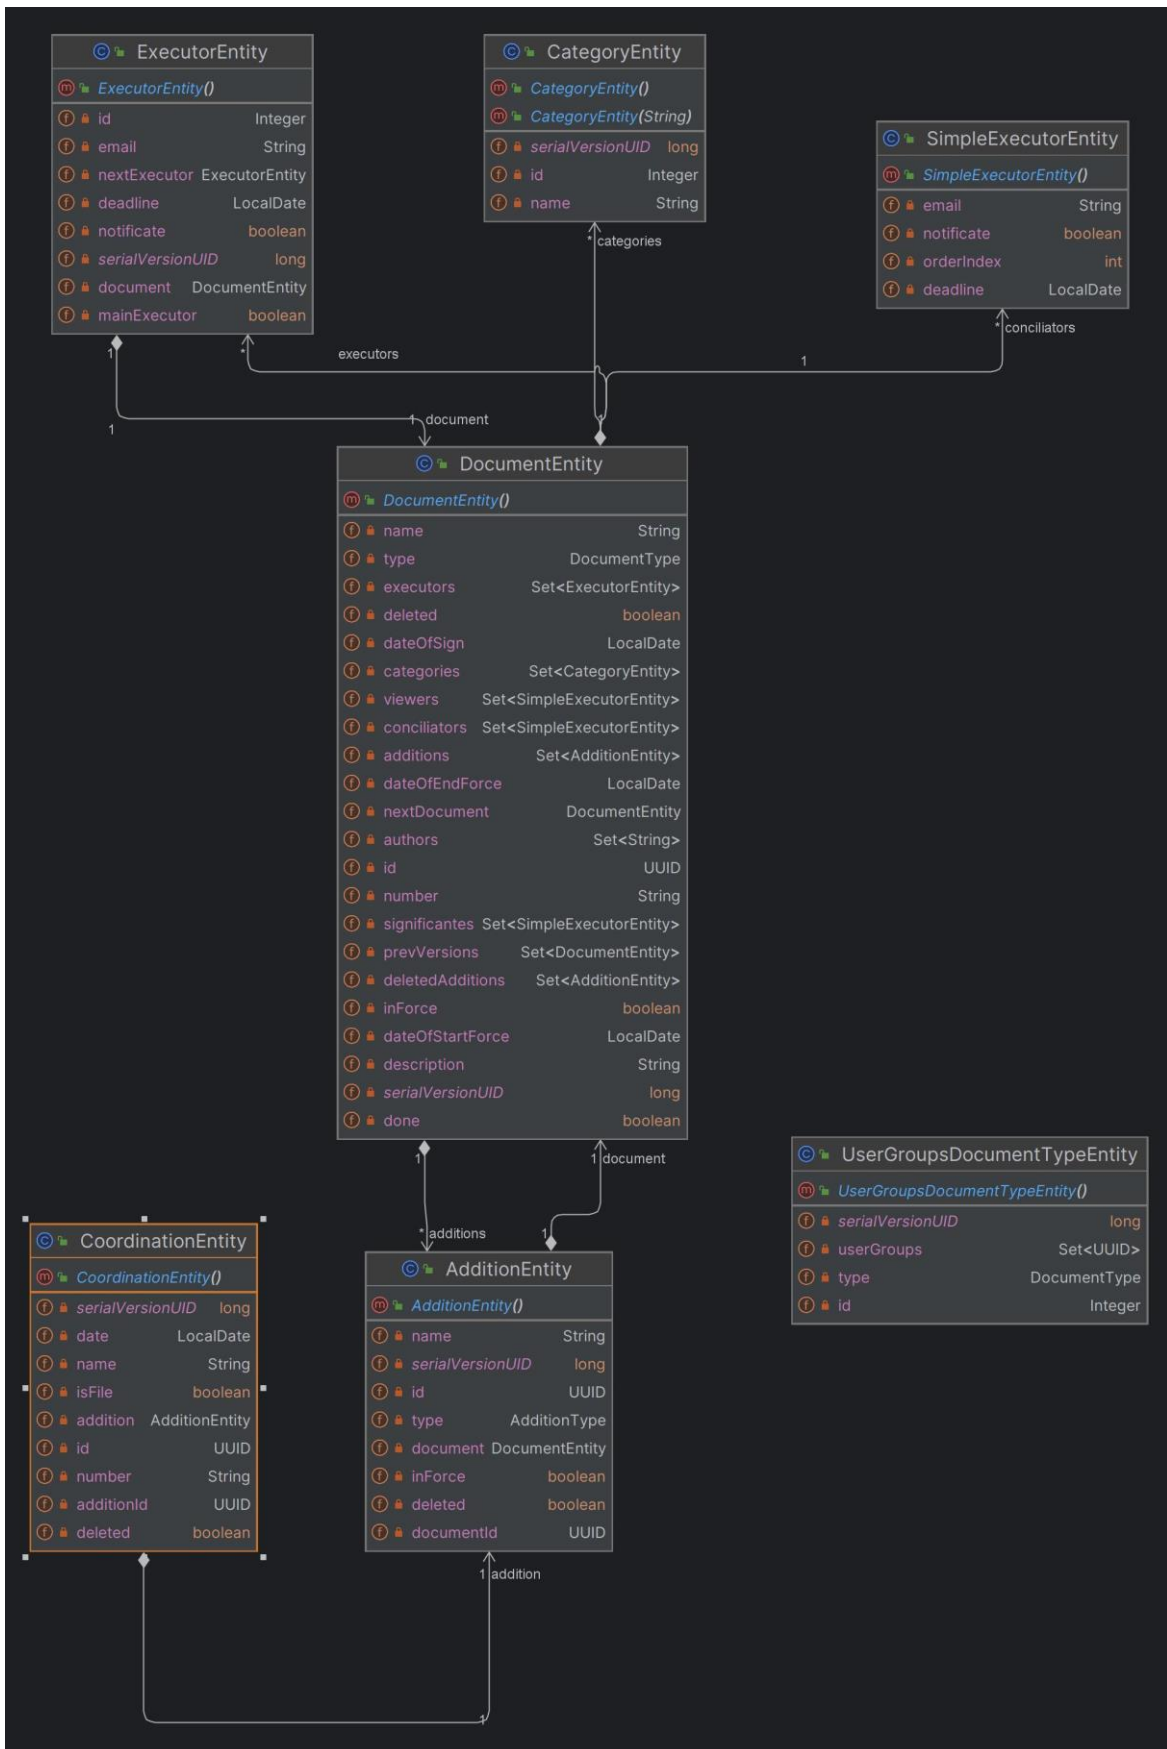 ExecutorEntity
ExecutorEntity()
id Integer
email String
nextExecutor ExecutorEntity
deadline LocalDate
notificate boolean
serialVersionUID long
document DocumentEntity
mainExecutor boolean
CategoryEntity
CategoryEntity()
CategoryEntity(String)
serialVersionUID long
id Integer
name String
SimpleExecutorEntity
SimpleExecutorEntity()
email String
notificate boolean
orderIndex int
deadline LocalDate
* categories
* conciliators
1
*
executors
1
1
1 document
1
DocumentEntity
DocumentEntity()
name String
type DocumentType
executors Set<ExecutorEntity>
deleted boolean
dateOfSign LocalDate
categories Set<CategoryEntity>
viewers Set<SimpleExecutorEntity>
conciliators Set<SimpleExecutorEntity>
additions Set<AdditionEntity>
dateOfEndForce LocalDate
nextDocument DocumentEntity
authors Set<String>
id UUID
number String
significantes Set<SimpleExecutorEntity>
prevVersions Set<DocumentEntity>
deletedAdditions Set<AdditionEntity>
inForce boolean
dateOfStartForce LocalDate
description String
serialVersionUID long
done boolean
1
1 document
* additions
1
UserGroupsDocumentTypeEntity
UserGroupsDocumentTypeEntity()
serialVersionUID long
userGroups Set<UUID>
type DocumentType
id Integer
CoordinationEntity
CoordinationEntity()
serialVersionUID long
date LocalDate
name String
isFile boolean
addition AdditionEntity
id UUID
number String
additionId UUID
deleted boolean
AdditionEntity
AdditionEntity()
name String
serialVersionUID long
id UUID
type AdditionType
document DocumentEntity
inForce boolean
deleted boolean
documentId UUID
1 addition
1